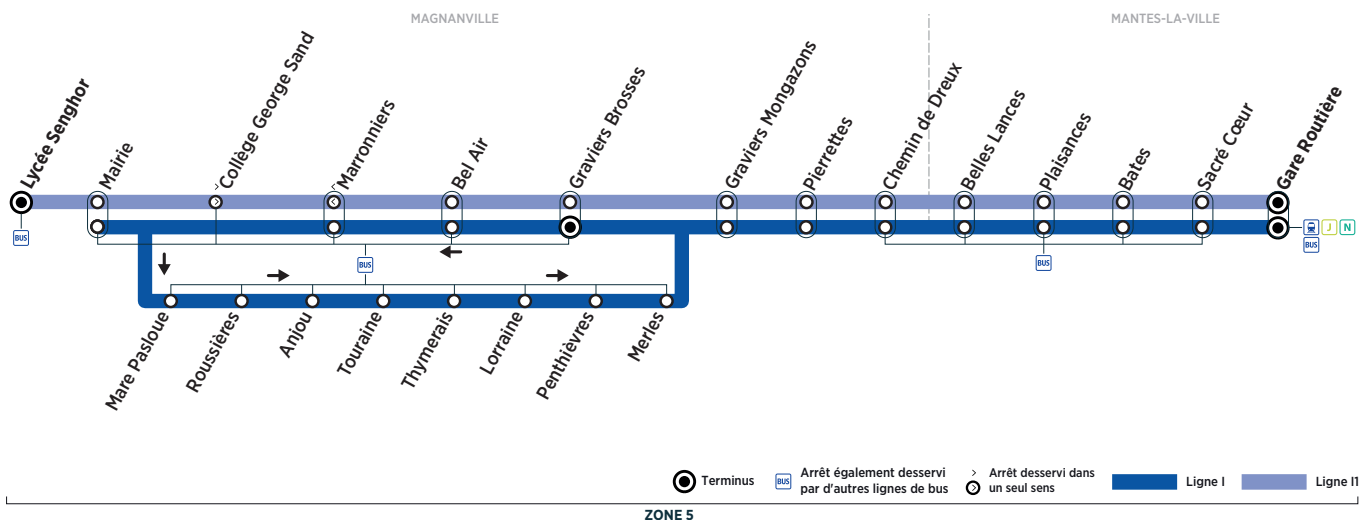 MAGNANVILLE
MANTES-LA-VILLE
Lycée Senghor
Mairie
Collège George Sand
Marronniers
Bel Air
Graviers Brosses
Graviers Mongazons
Pierrettes
Chemin de Dreux
Belles Lances
Plaisances
Bates
Sacré Cœur
Gare Routière
BUS
J
N
BUS
BUS
BUS
Mare Pasloue
Roussières
Anjou
Touraine
Thymerais
Lorraine
Penthièvres
Merles
Terminus
BUS
Arrêt également desservi
par d'autres lignes de bus
Arrêt desservi dans
un seul sens
Ligne I
Ligne I1
ZONE 5